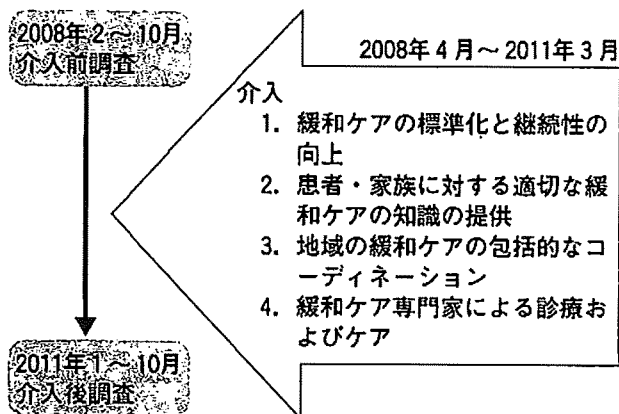 2008年2～10月
介入前調査
2008年4月～2011年3月
介入
1. 緩和ケアの標準化と継続性の
向上
2. 患者・家族に対する適切な緩
和ケアの知識の提供
3. 地域の緩和ケアの包括的なコ
ーディネーション
4. 緩和ケア専門家による診療お
よびケア
2011年1～10月
介入後調査